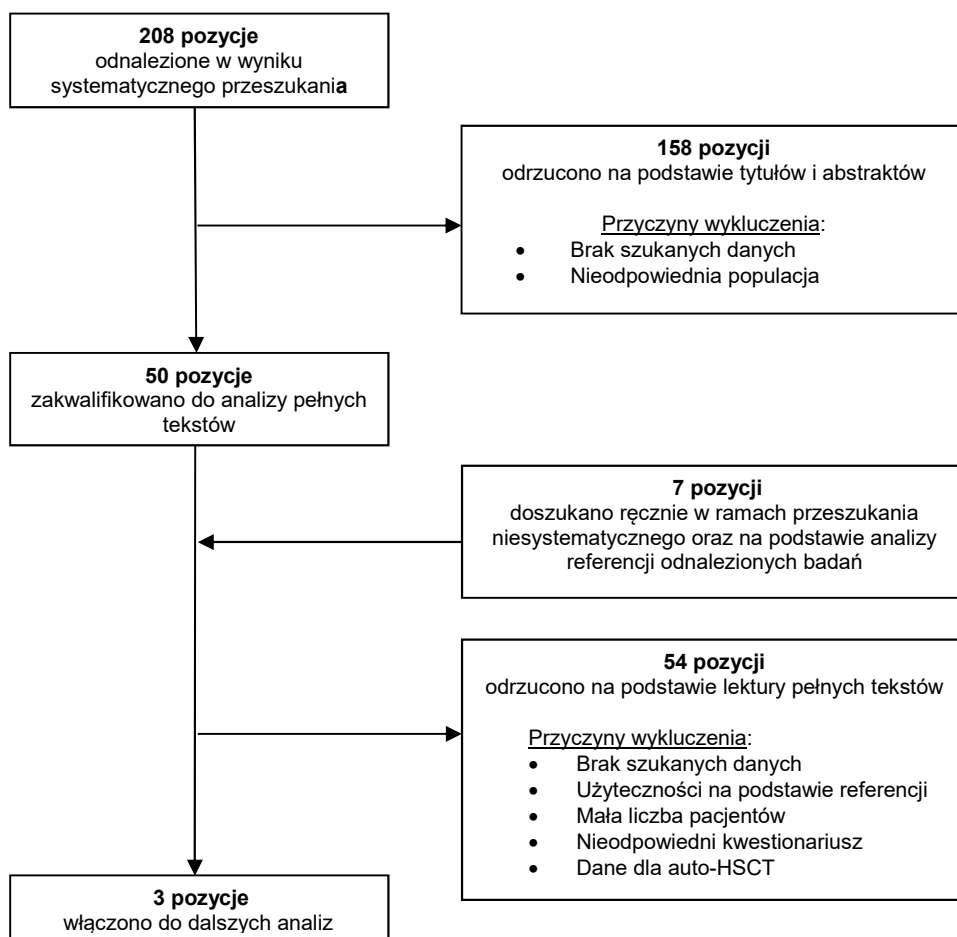 208 pozycje
odnalezione w wyniku
systematycznego przeszukania
158 pozycji
odrzucono na podstawie tytułów i abstraktów
Przyczyny wykluczenia:
• Brak szukanych danych
• Nieodpowiednia populacja
50 pozycje
zakwalifikowano do analizy pełnych
tekstów
7 pozycji
doszukano ręcznie w ramach przeszukania
niesystematycznego oraz na podstawie analizy
referencji odnalezionych badań
54 pozycji
odrzucono na podstawie lektury pełnych tekstów
Przyczyny wykluczenia:
• Brak szukanych danych
• Użyteczności na podstawie referencji
• Mała liczba pacjentów
• Nieodpowiedni kwestionariusz
• Dane dla auto-HSCT
3 pozycje
włączono do dalszych analiz